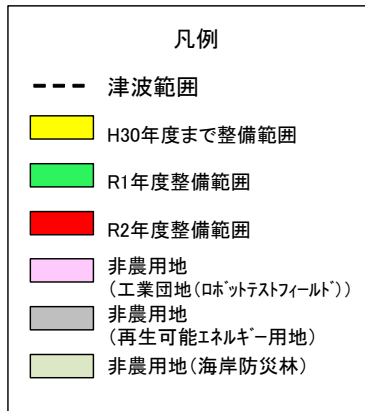 凡例
津波範囲
H30年度まで整備範囲
R1年度整備範囲
R2年度整備範囲
非農用地
(工業団地(ﾛﾎﾞｯﾄﾃｽﾄﾌｨｰﾙﾄﾞ))
非農用地
(再生可能ｴﾈﾙｷﾞｰ用地)
非農用地(海岸防災林)